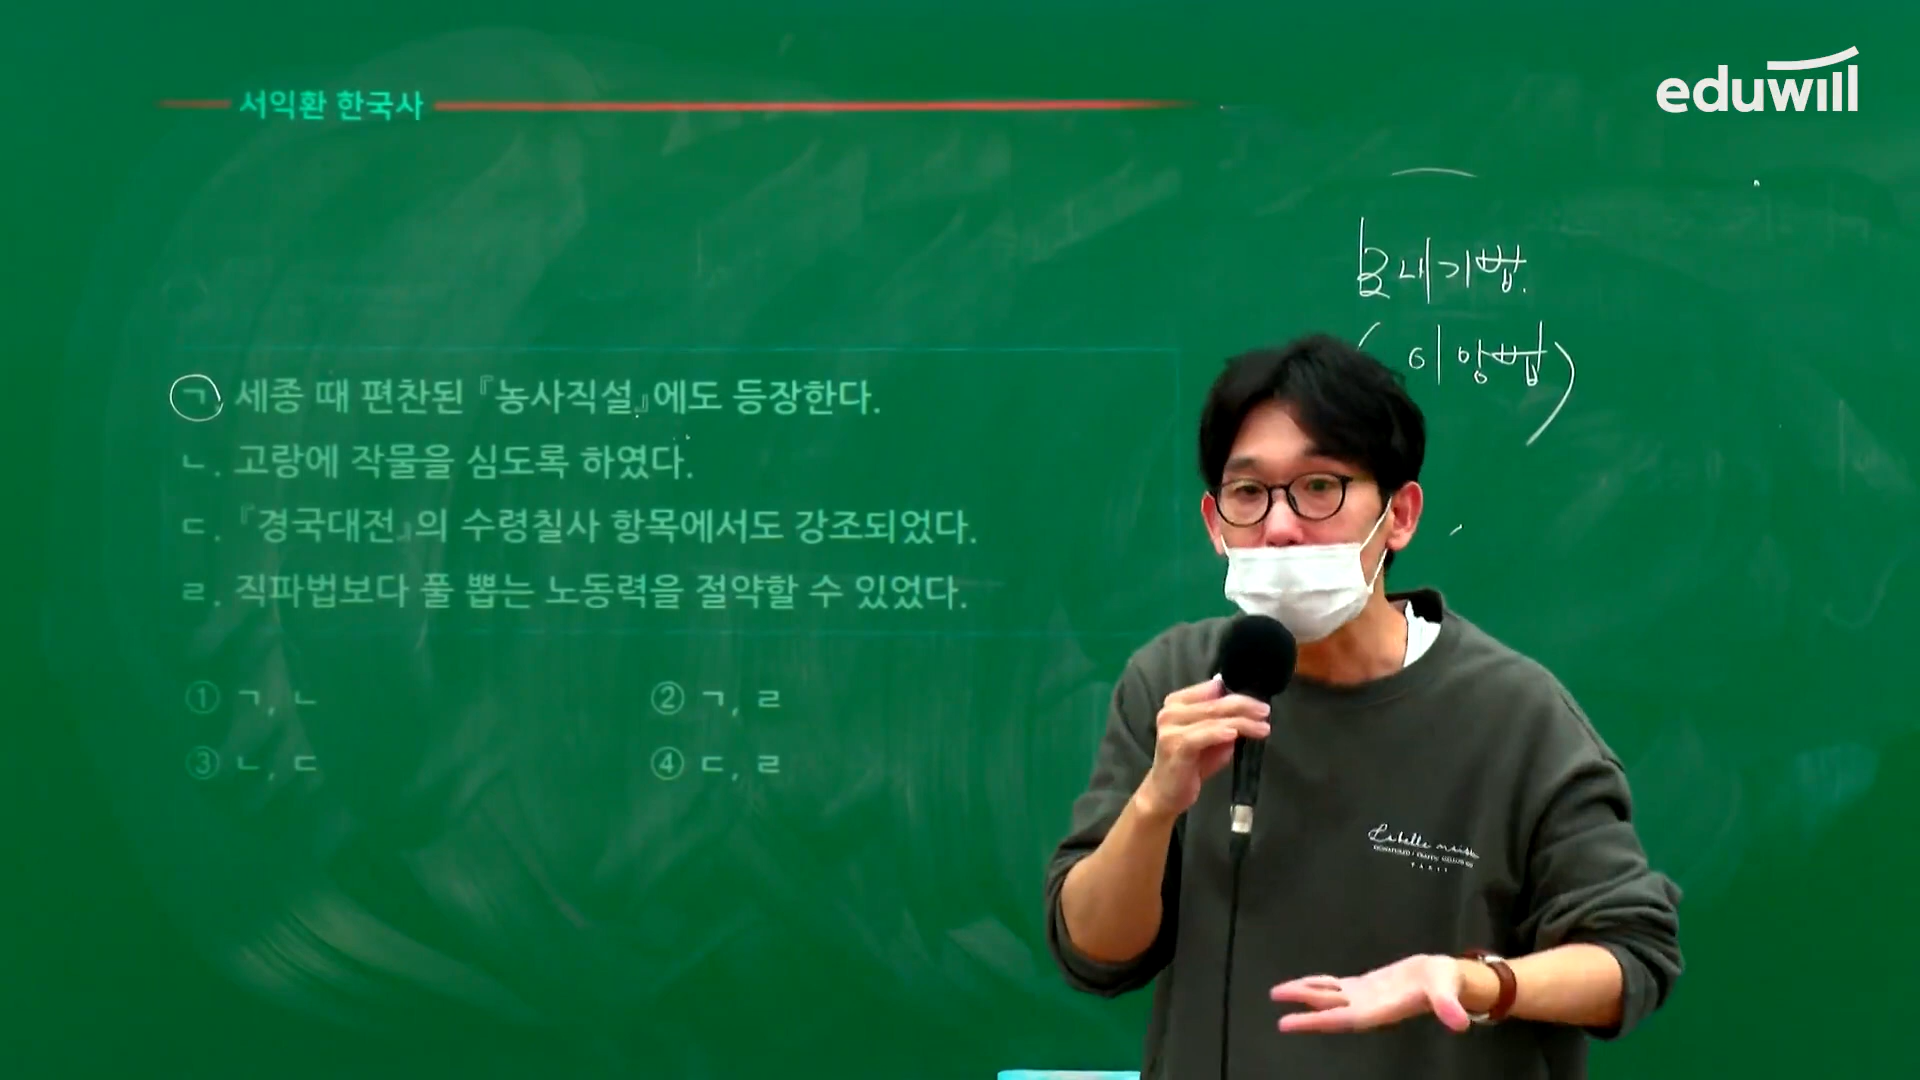 eduwill
서익환 한국사
모내기법.
( 이앙법)
ㄱ. 세종 때 편찬된 『농사직설』에도 등장한다.
ㄴ. 고랑에 작물을 심도록 하였다.
ㄷ. 『경국대전』의 수령칠사 항목에서도 강조되었다.
ㄹ. 직파법보다 풀 뽑는 노동력을 절약할 수 있었다.
① ㄱ, ㄴ
② ㄱ, ㄹ
③ ㄴ, ㄷ
④ ㄷ, ㄹ
PARIS